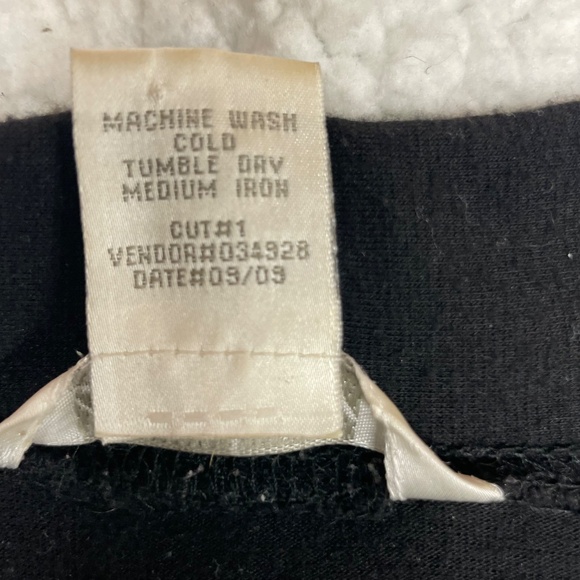 MACHINE WASH
COLD
TUMBLE DRY
MEDIUM IRON
CUT#1
VENDOR#034928
DATE#09/09